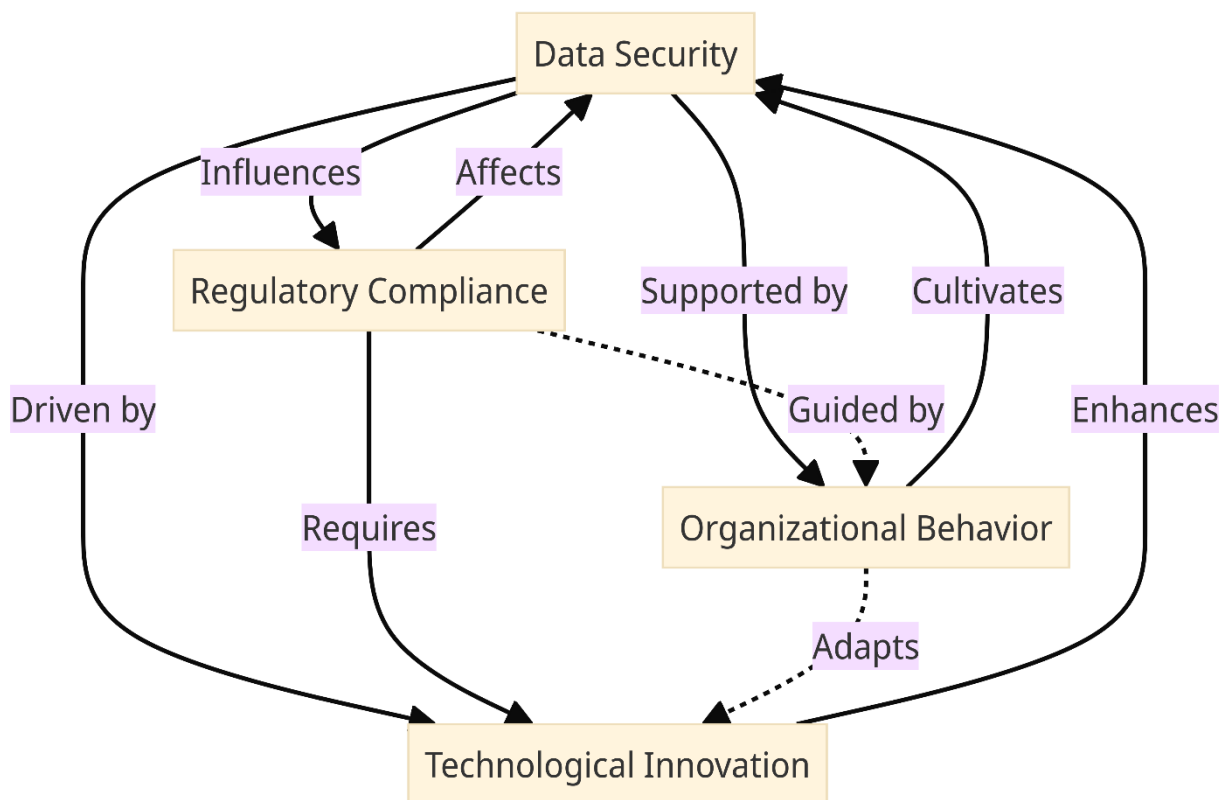 Data Security
Influences
Affects
Regulatory Compliance
Supported by
Cultivates
Driven by
Guided by
Enhances
Requires
Organizational Behavior
Adapts
Technological Innovation